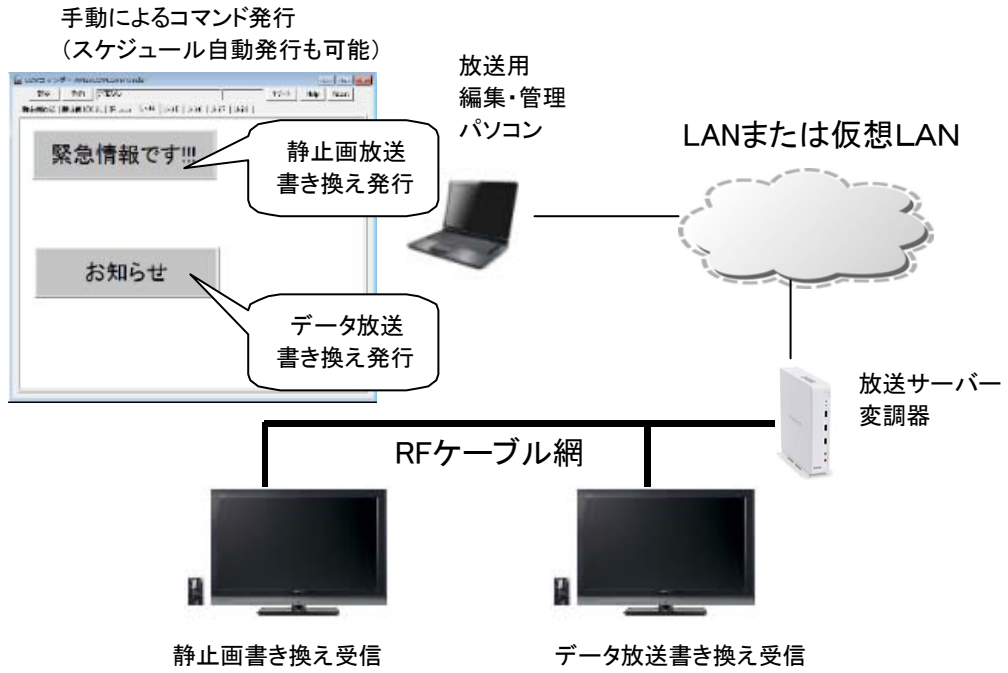 手動によるコマンド発行
（スケジュール自動発行も可能）
放送用
編集・管理
パソコン
LANまたは仮想LAN
Help
緊急情報です!!!
静止画放送
書き換え発行
お知らせ
データ放送
書き換え発行
放送サーバー
変調器
RFケーブル網
静止画書き換え受信
データ放送書き換え受信